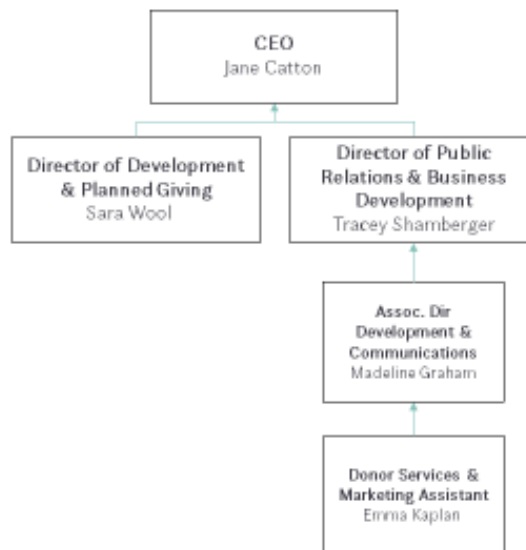 CEO
Jane Catton
Director of Development
& Planned Giving
Sara Wool
Director of Public
Relations & Business
Development
Tracey Shamberger
Assoc. Dir
Development &
Communications
Madeline Graham
Donor Services &
Marketing Assistant
Emma Kaplan